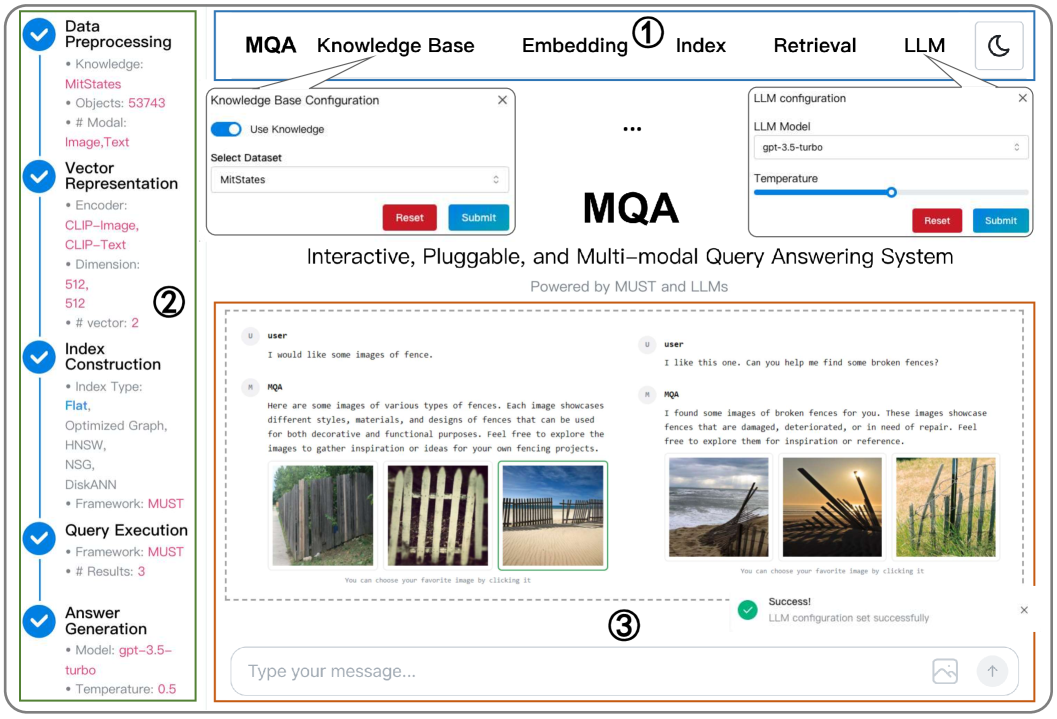 Data
Preprocessing
• Knowledge:
MitStates
• Objects: 53743
• # Modal:
Image,Text
Vector
Representation
• Encoder:
CLIP-Image,
CLIP-Text
• Dimension:
512,
512
• # vector: 2
②
Index
Construction
• Index Type:
Flat,
Optimized Graph,
HNSW,
NSG,
DiskANN
• Framework: MUST
Query Execution
• Framework: MUST
• # Results: 3
Answer
Generation
• Model: gpt-3.5-
turbo
• Temperature: 0.5
MQA Knowledge Base Embedding ① Index Retrieval LLM
Knowledge Base Configuration
Use Knowledge
Select Dataset
MitStates
Reset Submit
...
LLM configuration
LLM Model
gpt-3.5-turbo
Temperature
Reset Submit
MQA
Interactive, Pluggable, and Multi-modal Query Answering System
Powered by MUST and LLMs
U user
I would like some images of fence.
M MQA
Here are some images of various types of fences. Each image showcases
different styles, materials, and designs of fences that can be used
for both decorative and functional purposes. Feel free to explore the
images to gather inspiration or ideas for your own fencing projects.
You can choose your favorite image by clicking it
U user
I like this one. Can you help me find some broken fences?
M MQA
I found some images of broken fences for you. These images showcase
fences that are damaged, deteriorated, or in need of repair. Feel
free to explore them for inspiration or reference.
You can choose your favorite image by clicking it
③
Success!
LLM configuration set successfully
Type your message...